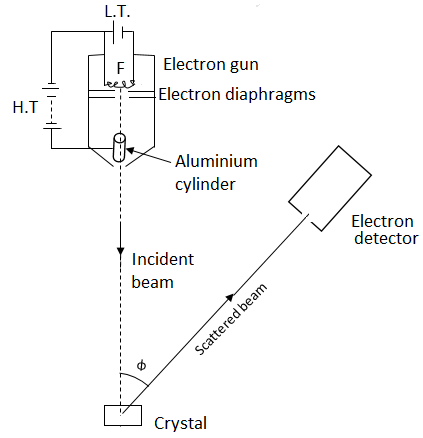 L.T.
F
Electron gun
H.T
Electron diaphragms
Aluminium
cylinder
Electron
detector
Incident
beam
Scattered beam
ϕ
Crystal